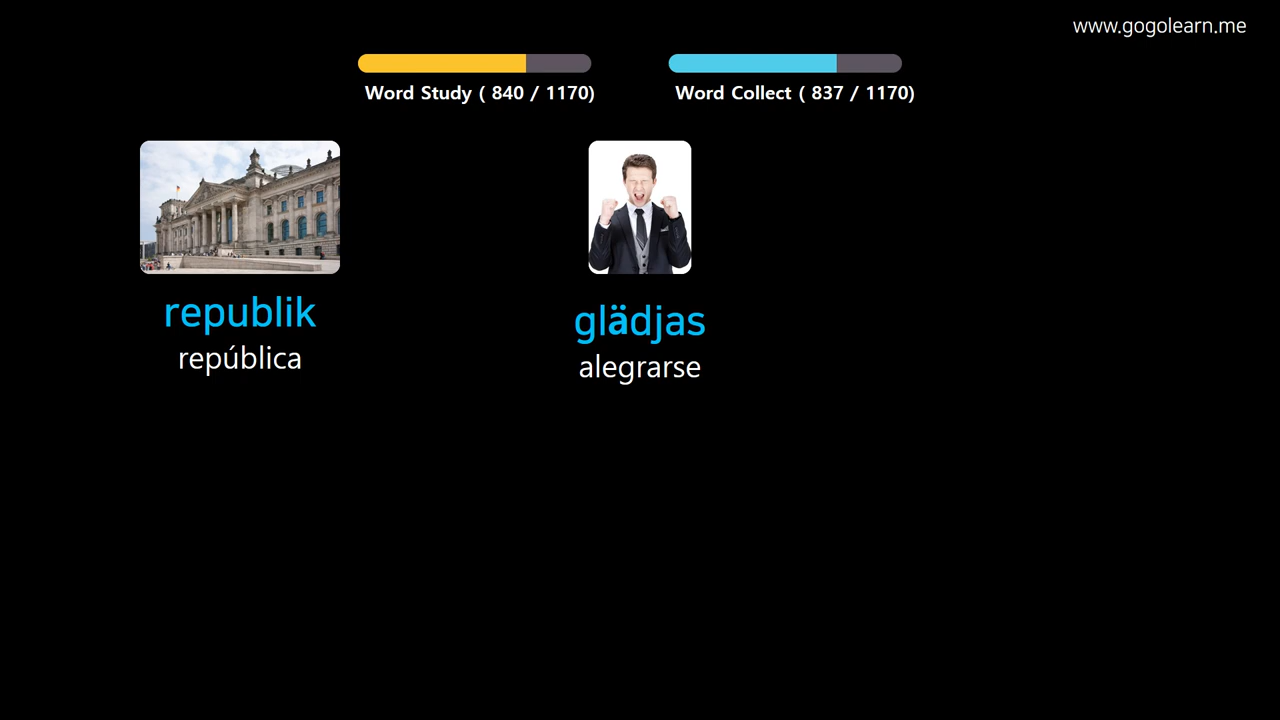 www.gogolearn.me
Word Study ( 840 / 1170)
Word Collect ( 837 / 1170)
republik
república
glädjas
alegrarse